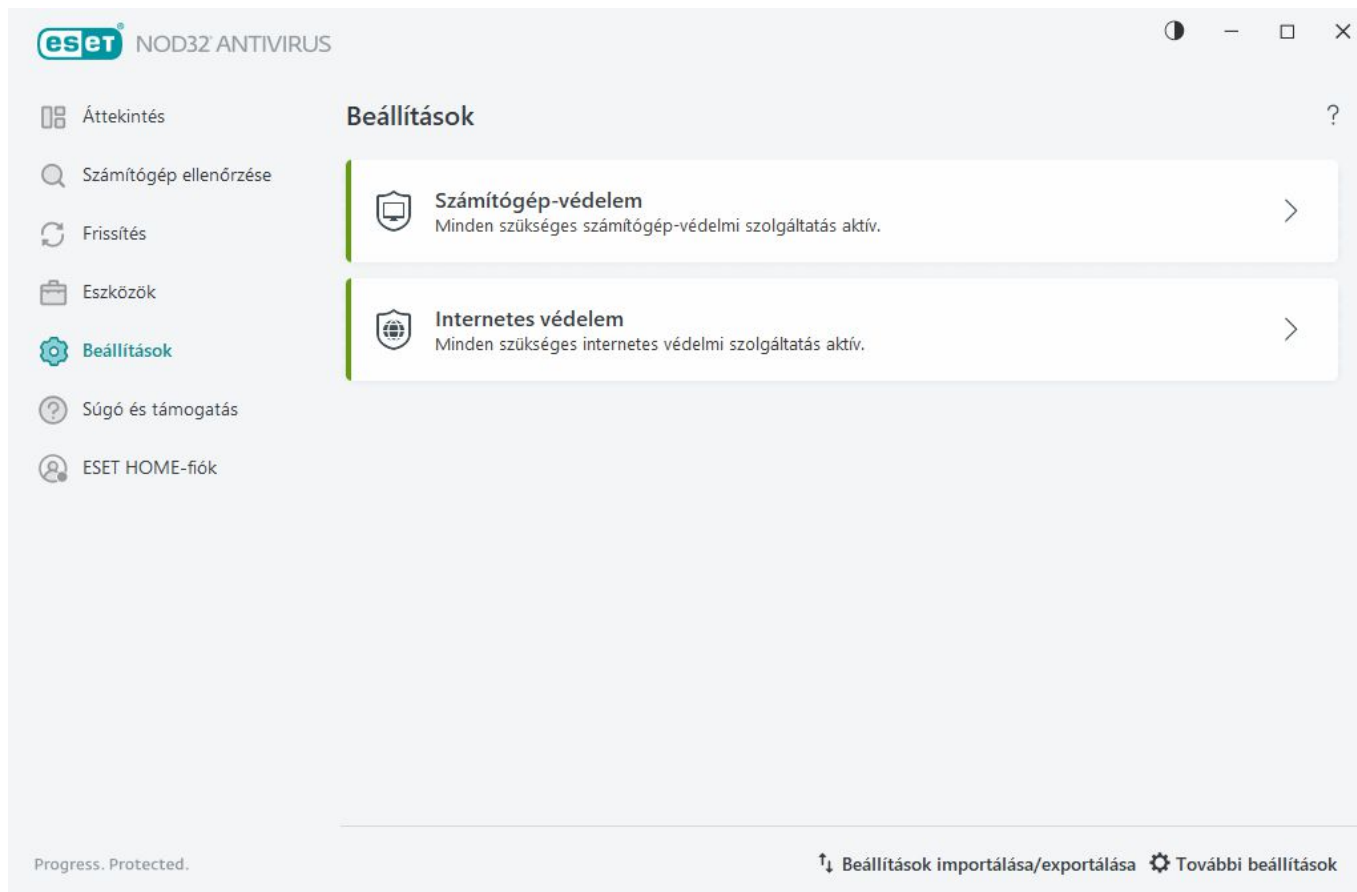 eset® NOD32® ANTIVIRUS
Áttekintés
Számítógép ellenőrzése
Frissítés
Eszközök
Beállítások
Súgó és támogatás
ESET HOME-fiók
Beállítások
?
Számítógép-védelem
Minden szükséges számítógép-védelmi szolgáltatás aktív.
Internetes védelem
Minden szükséges internetes védelmi szolgáltatás aktív.
Progress. Protected.
Beállítások importálása/exportálása További beállítások